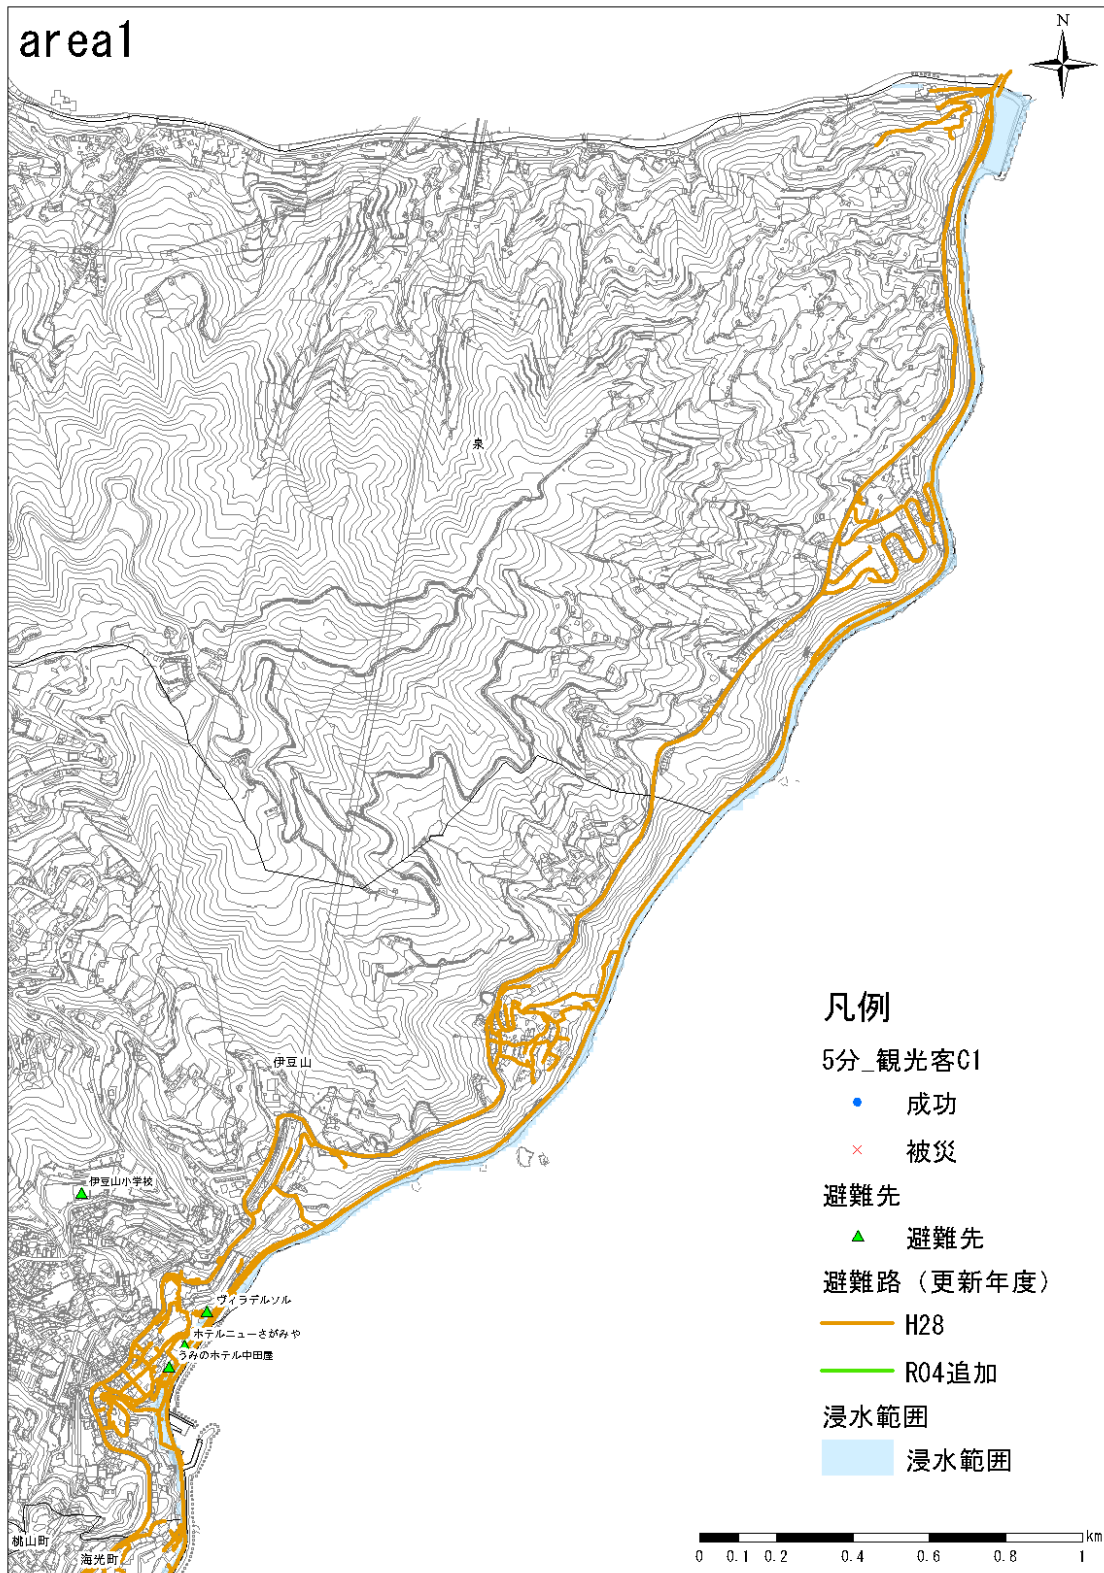 area1
N
泉
伊豆山
伊豆山小学校
ヴィラデルソル
ホテルニューさがみや
うみのホテル中田屋
桃山町
海光町
凡例
5分_観光客C1
成功
被災
避難先
避難先
避難路（更新年度）
H28
R04追加
浸水範囲
浸水範囲
km
0 0.1 0.2 0.4 0.6 0.8 1